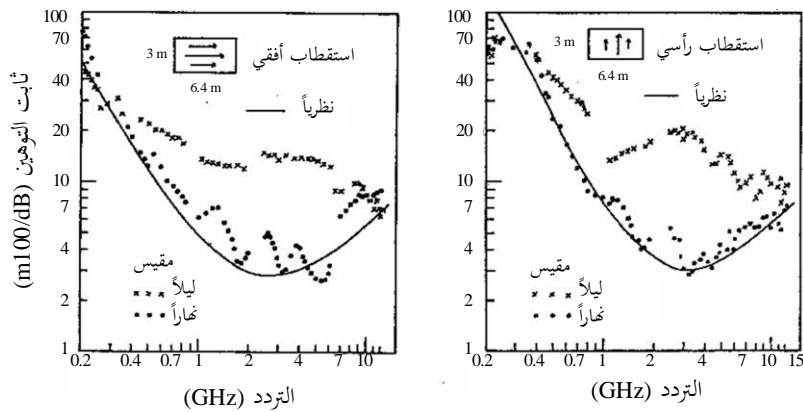 ثابت التوهين (m100/dB)
100
70
40
20
10
7
4
2
1
استقطاب أفقي
3 m
6.4 m
نظرياً
مقيس
ليلاً
نهاراً
0.2 0.4 0.7 1 2 4 7 10
التردد (GHz)
100
70
40
20
10
7
4
2
1
استقطاب رأسي
3 m
6.4 m
نظرياً
مقيس
ليلاً
نهاراً
0.2 0.4 0.7 1 2 4 7 10 15
التردد (GHz)